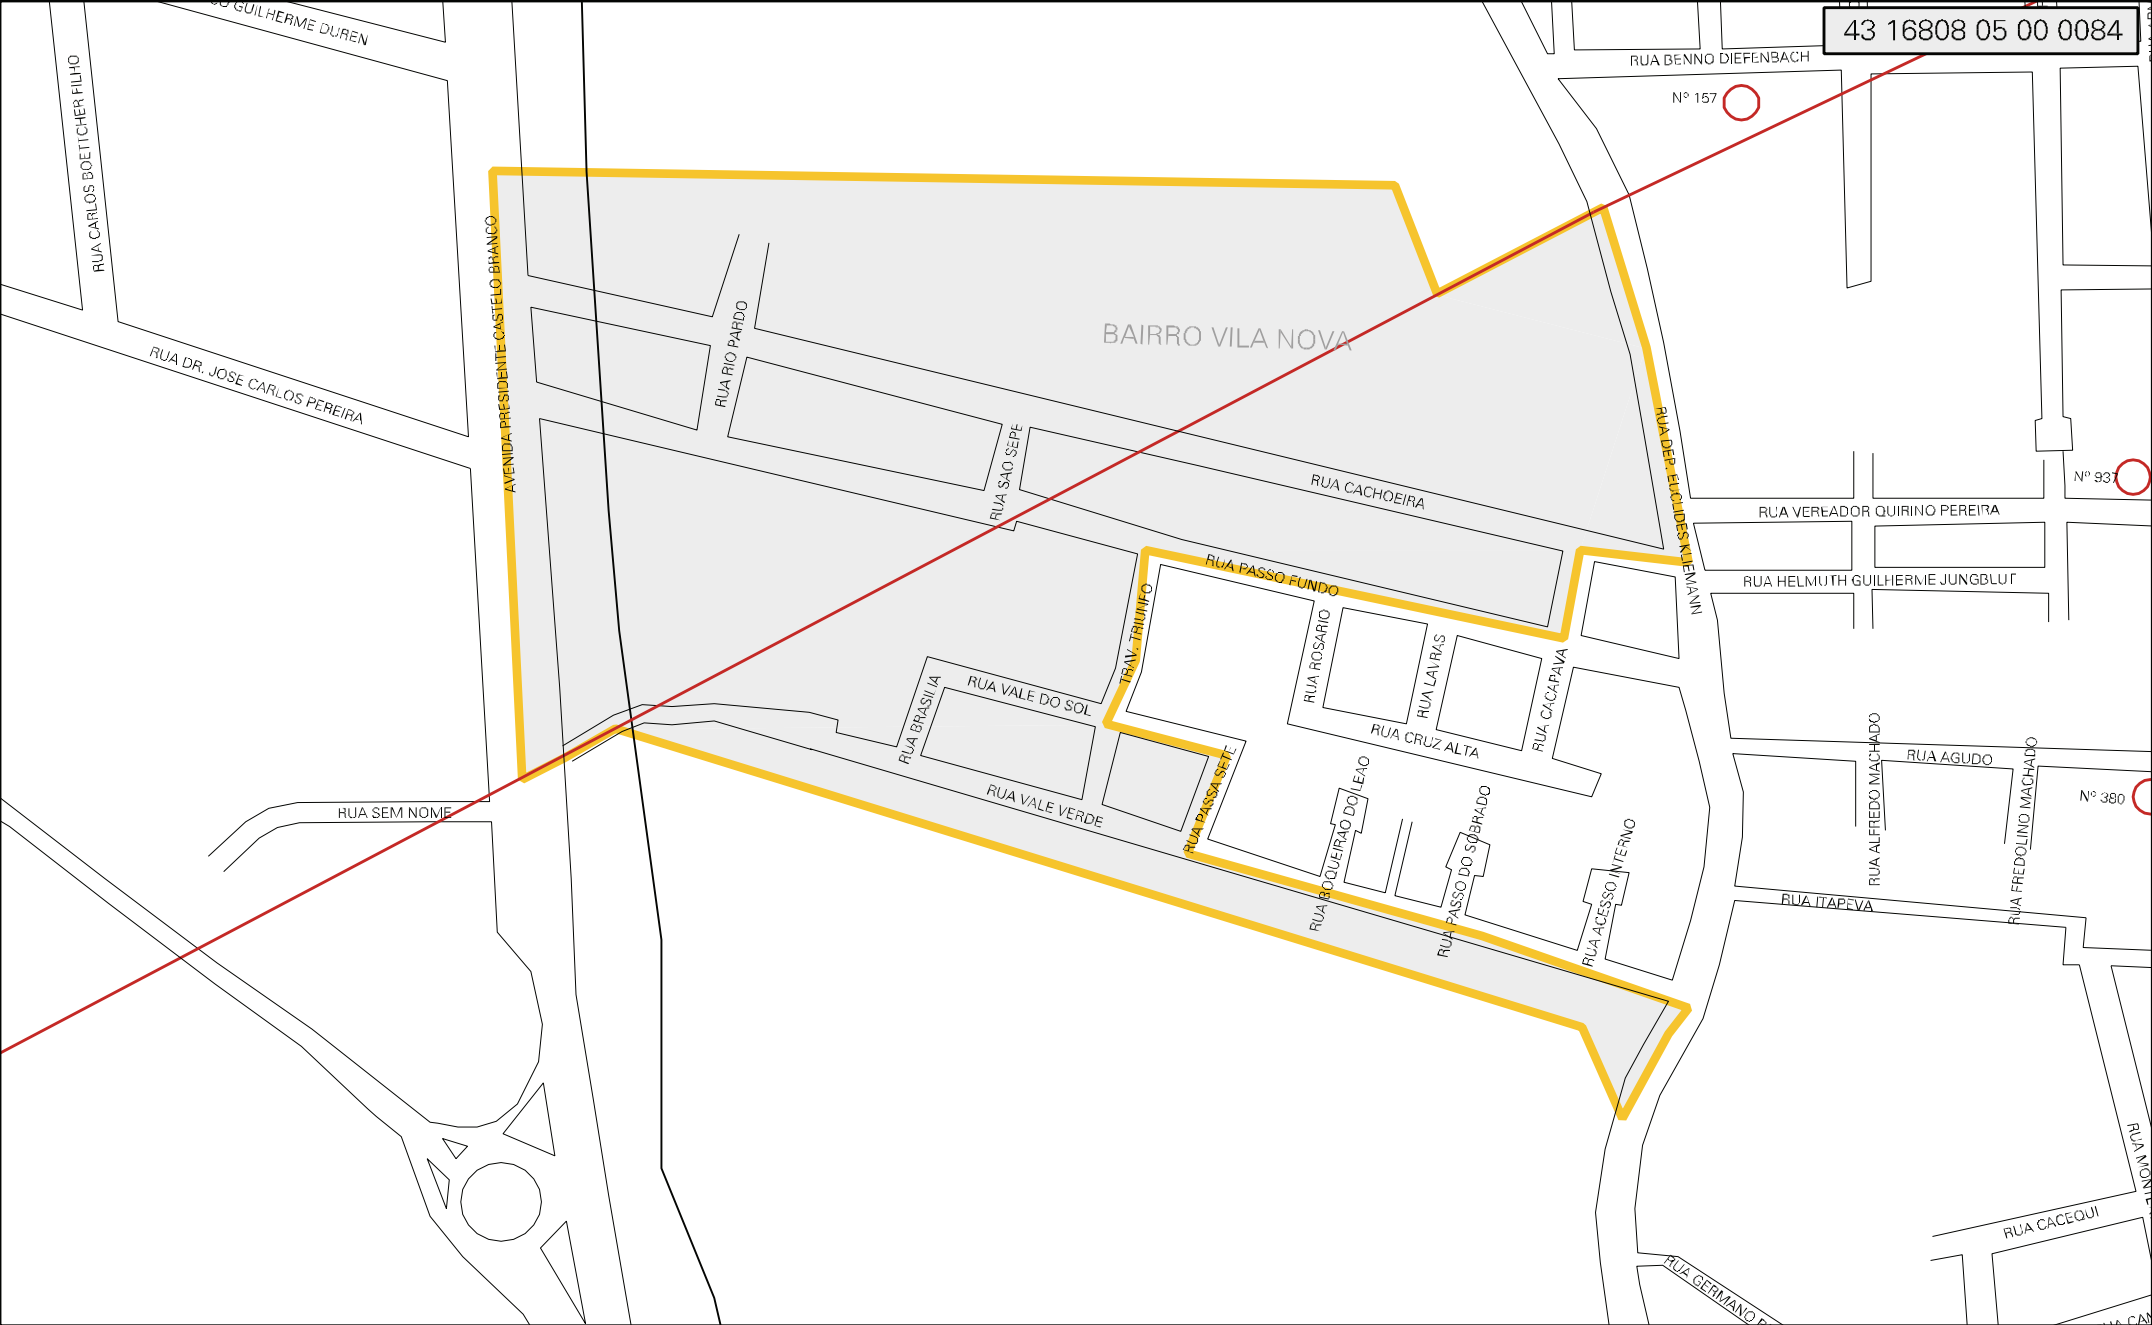 GUILHERME DUREN
43 16808 05 00 0084
RUA BENNO DIEFENBACH
Nº 157
RUA CARLOS BOETTCHER FILHO
AVENIDA PRESIDENTE CASTELO BRANCO
RUA RIO PARDO
BAIRRO VILA NOVA
RUA DR. JOSE CARLOS PEREIRA
RUA SAO SEPE
RUA CACHOEIRA
RUA DEP. EUCLIDES KLIEMANN
Nº 937
RUA VEREADOR QUIRINO PEREIRA
RUA PASSO FUNDO
RUA HELMUTH GUILHERME JUNGBLUT
TRAV. TRIUNFO
RUA ROSARIO
RUA LAVRAS
RUA CACAPAVA
RUA VALE DO SOL
RUA BRASILIA
RUA CRUZ ALTA
RUA AGUDO
RUA ALFREDO MACHADO
RUA FREDOLINO MACHADO
RUA SEM NOME
RUA VALE VERDE
RUA PASSA SETE
RUA BOQUEIRAO DO LEAO
RUA PASSO DO SOBRADO
RUA ACESSO INTERNO
Nº 380
RUA ITAPEVA
RUA MONTE
RUA CACEQUI
RUA GERMANO